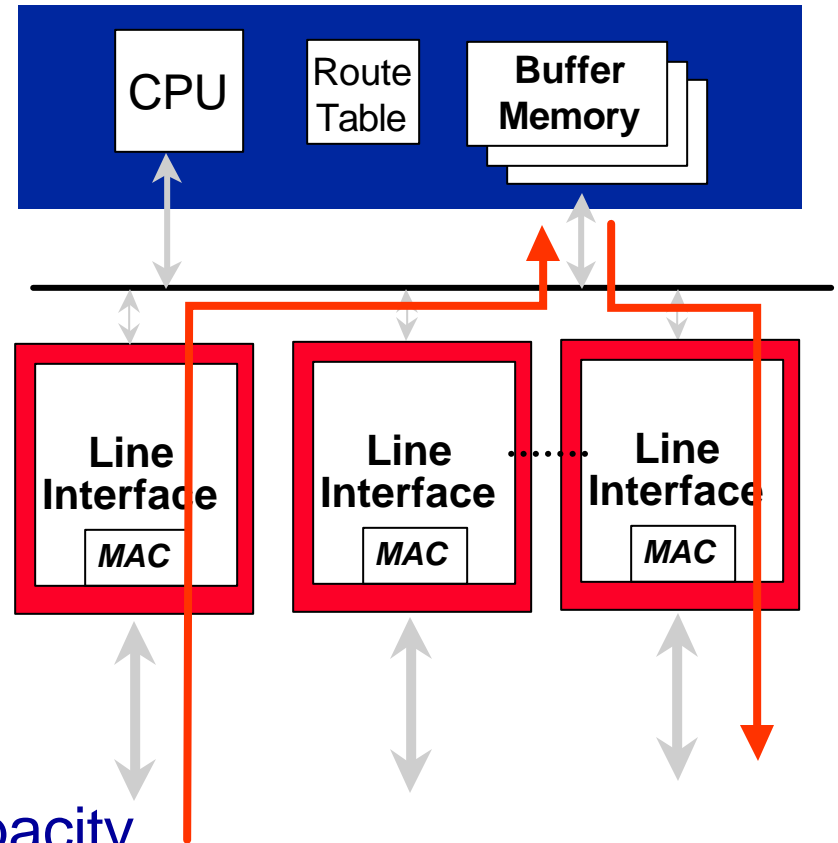 CPU
Route
Table
Buffer
Memory
Line
Interface
MAC
Line
Interface
MAC
Line
Interface
MAC